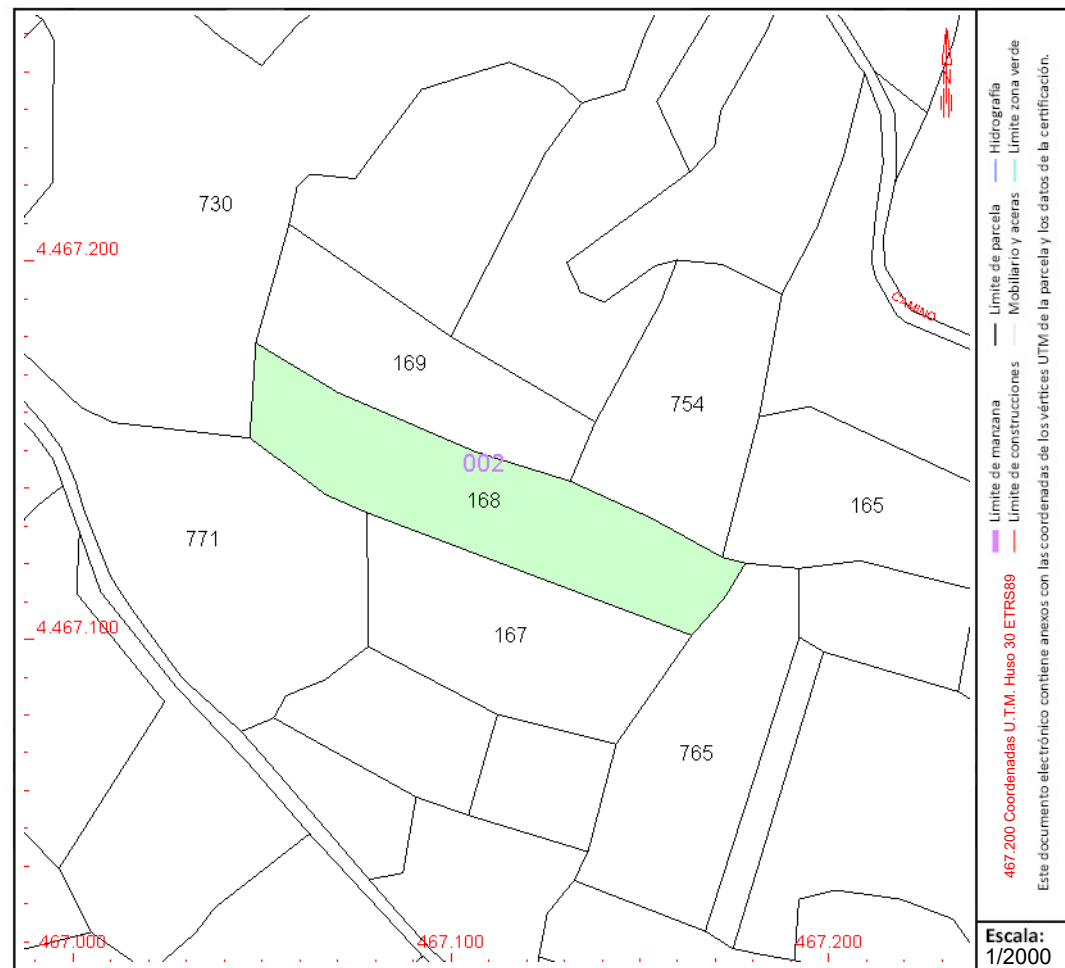 730
4.467.200
CAMINO
169
754
002
168
165
771
4.467.100
167
765
467.000
467.100
467.200
N
Límite de manzana
Límite de parcela
Hidrografía
Límite de construcciones
Mobiliario y aceras
Límite zona verde
467.200 Coordenadas U.T.M. Huso 30 ETRS89
Este documento electrónico contiene anexos con las coordenadas de los vértices UTM de la parcela y los datos de la certificación.
Escala:
1/2000